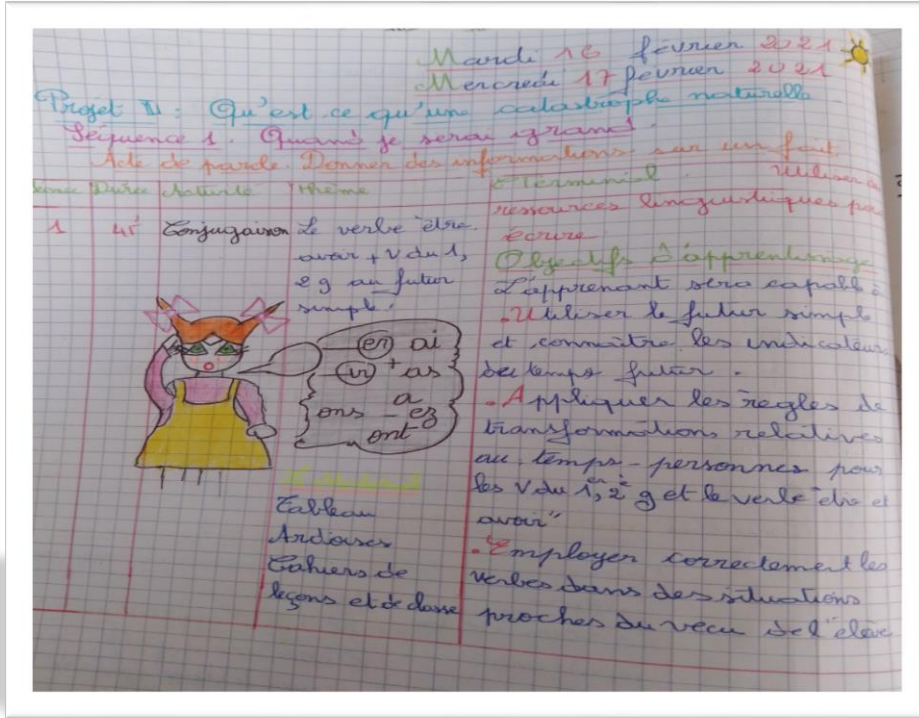 Mardi 16 février 2021
Mercredi 17 février 2021
Projet II : Qu'est ce qu'une catastrophe naturelle
Séquence 1. Quand je serai grand.
Acte de parole. Donner des informations sur un fait
Séance Durée Activité Thème
1 45' Conjugaison
Le verbe être
avoir + V du 1,
2 g au futur
simple.
er ai
ir + as
a
ons ez
ont
Tableau
Ardoises
Cahiers de
leçons et de classe
O Terminal Utiliser
ressources linguistiques
écrire
Objectifs d'apprentissage
L'apprenant sera capable
. Utiliser le futur simple
et connaître les indicateurs
de temps futur.
. Appliquer les règles de
transformations relatives
au temps - personnes pour
les V du 1, 2 g et le verbe "être et
avoir"
. Employer correctement les
verbes dans des situations
proches du vécu de l'élève